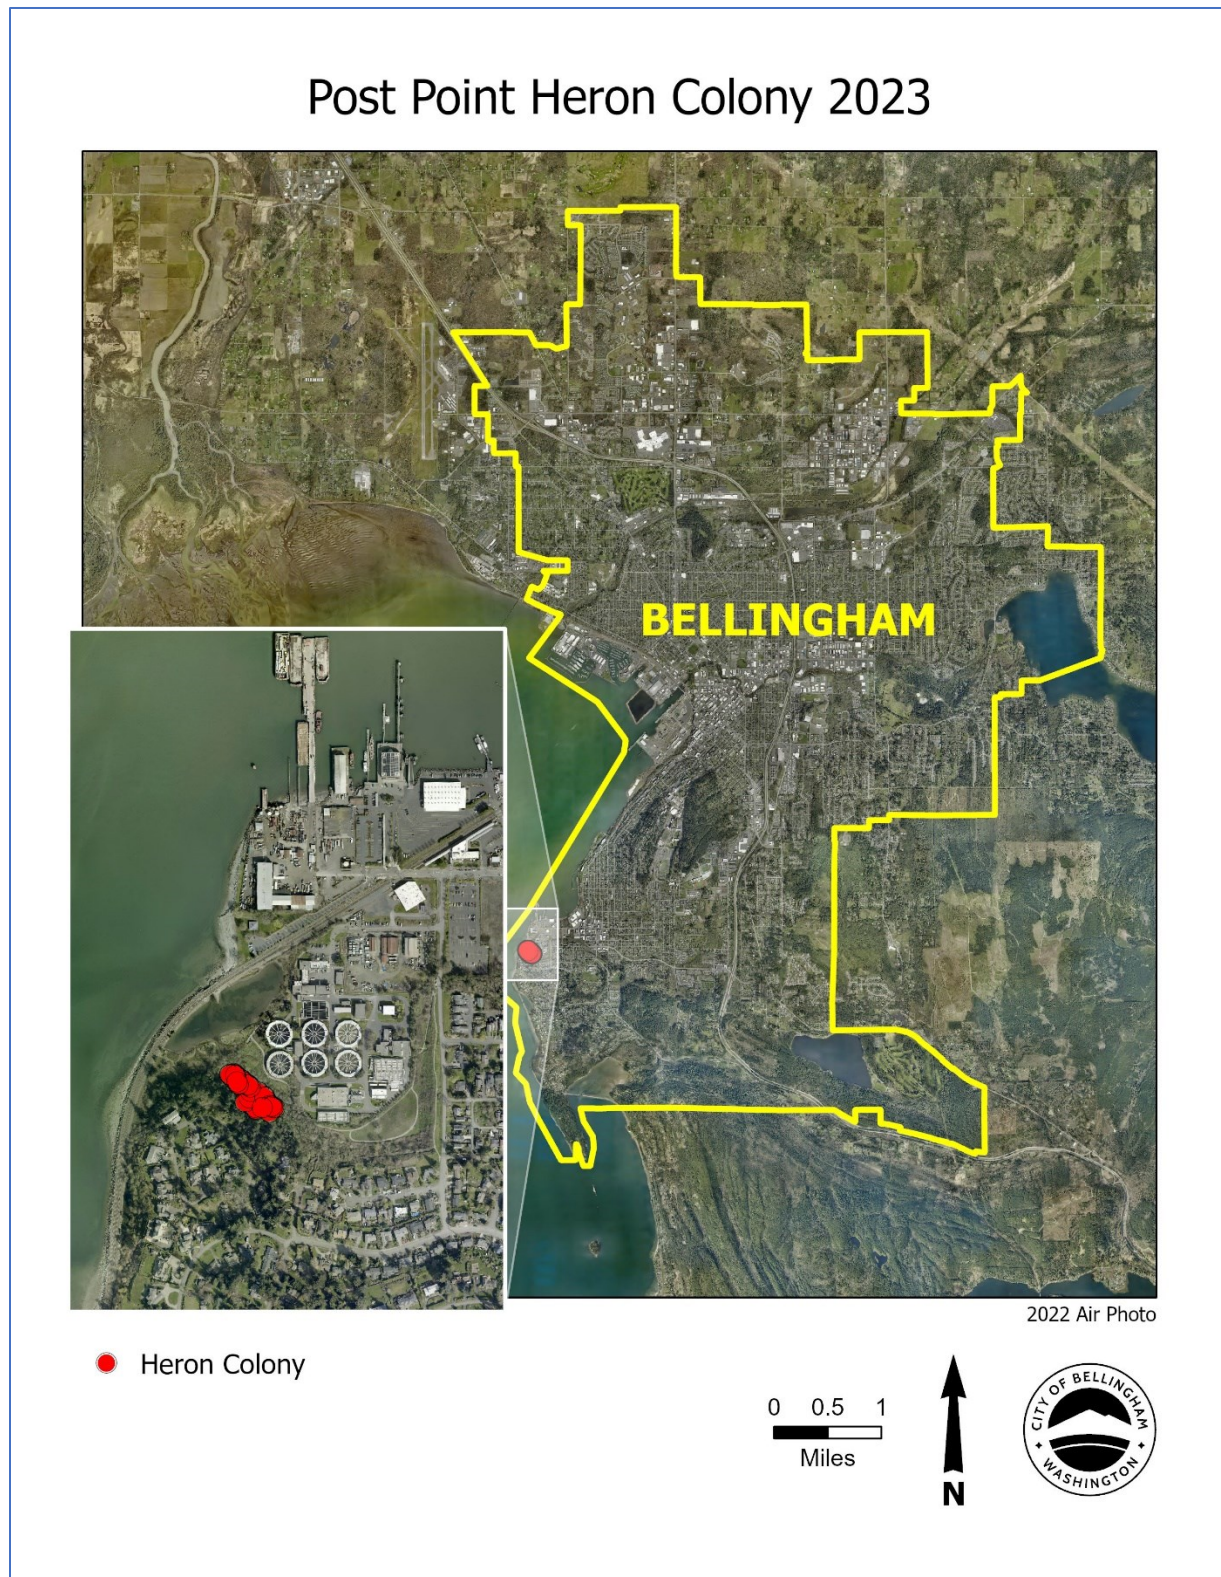 Post Point Heron Colony 2023
BELLINGHAM
2022 Air Photo
Heron Colony
0 0.5 1
Miles
N
CITY OF BELLINGHAM
WASHINGTON